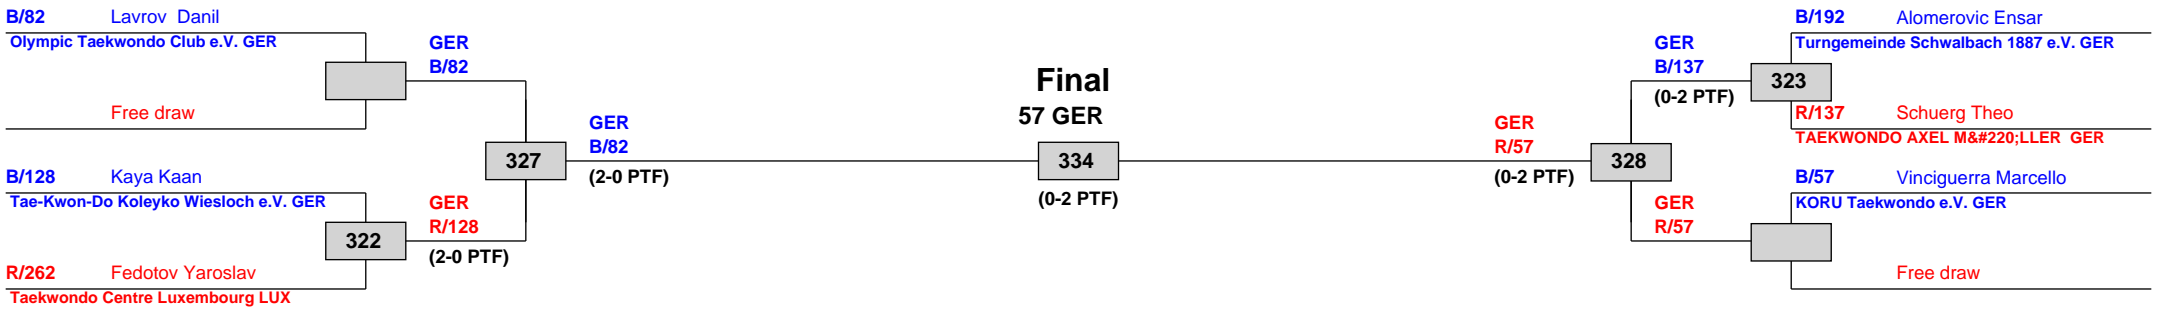 B/82 Lavrov  Danil
Olympic Taekwondo Club e.V. GER
GER
B/82
Free draw
327
GER
B/82
(2-0 PTF)
B/128 Kaya Kaan
Tae-Kwon-Do Koleyko Wiesloch e.V. GER
GER
R/128
(2-0 PTF)
322
R/262 Fedotov Yaroslav
Taekwondo Centre Luxembourg LUX
Final
57 GER
334
(0-2 PTF)
GER
R/57
(0-2 PTF)
328
GER
B/137
(0-2 PTF)
323
B/192 Alomerovic Ensar
Turngemeinde Schwalbach 1887 e.V. GER
R/137 Schuerg Theo
TAEKWONDO AXEL M&#220;LLER  GER
B/57 Vinciguerra Marcello
KORU Taekwondo e.V. GER
GER
R/57
Free draw